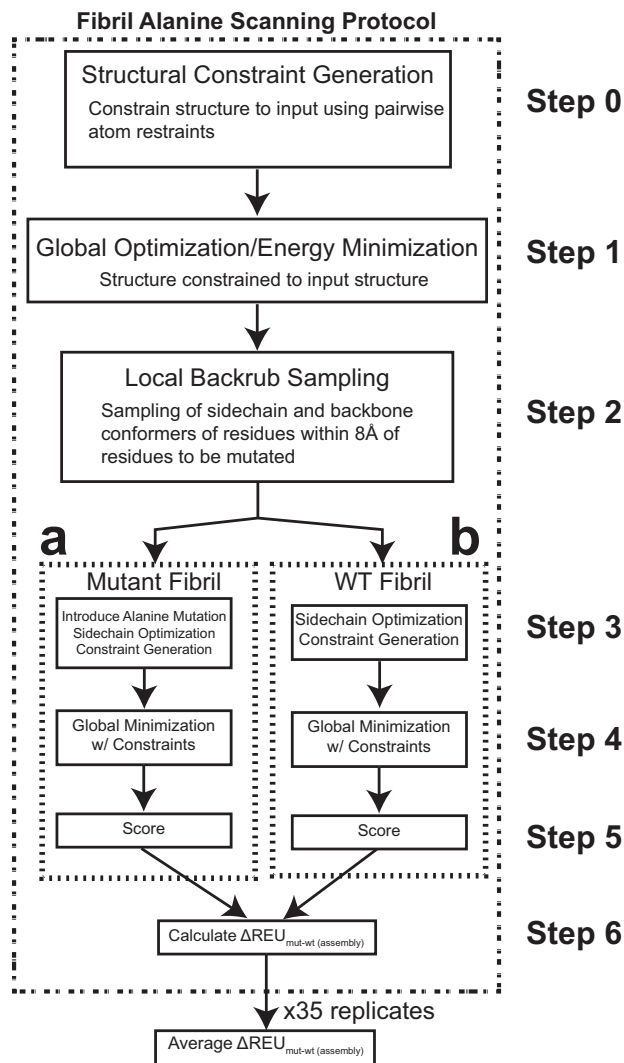 Fibril Alanine Scanning Protocol
Structural Constraint Generation
Constrain structure to input using pairwise
atom restraints
Step 0
Global Optimization/Energy Minimization
Structure constrained to input structure
Step 1
Local Backrub Sampling
Sampling of sidechain and backbone
conformers of residues within 8Å of
residues to be mutated
Step 2
a
b
Mutant Fibril
WT Fibril
Introduce Alanine Mutation
Sidechain Optimization
Constraint Generation
Sidechain Optimization
Constraint Generation
Step 3
Global Minimization
w/ Constraints
Global Minimization
w/ Constraints
Step 4
Score
Score
Step 5
Calculate ΔREU mut-wt (assembly)
Step 6
x35 replicates
Average ΔREU mut-wt (assembly)